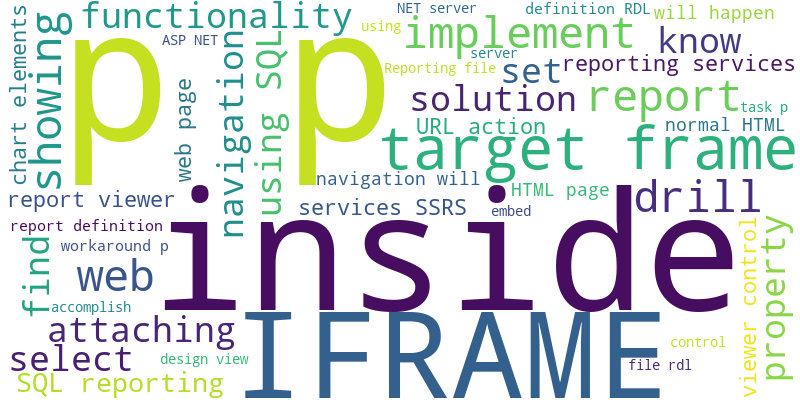 chart elements
showing
functionality
ASP NET
p p
web page
navigation
using SQL
using
NET server
definition RDL
will happen
implement
know
server
Reporting file
set
reporting services
solution
report
task p
URL action
normal HTML
target frame
navigation will
HTML page
report viewer
services SSRS
embed
drill
report definition
inside
workaround p
find
web
accomplish
attaching
IFRAME
viewer control
property
control
select
design view
file rdl
SQL reporting